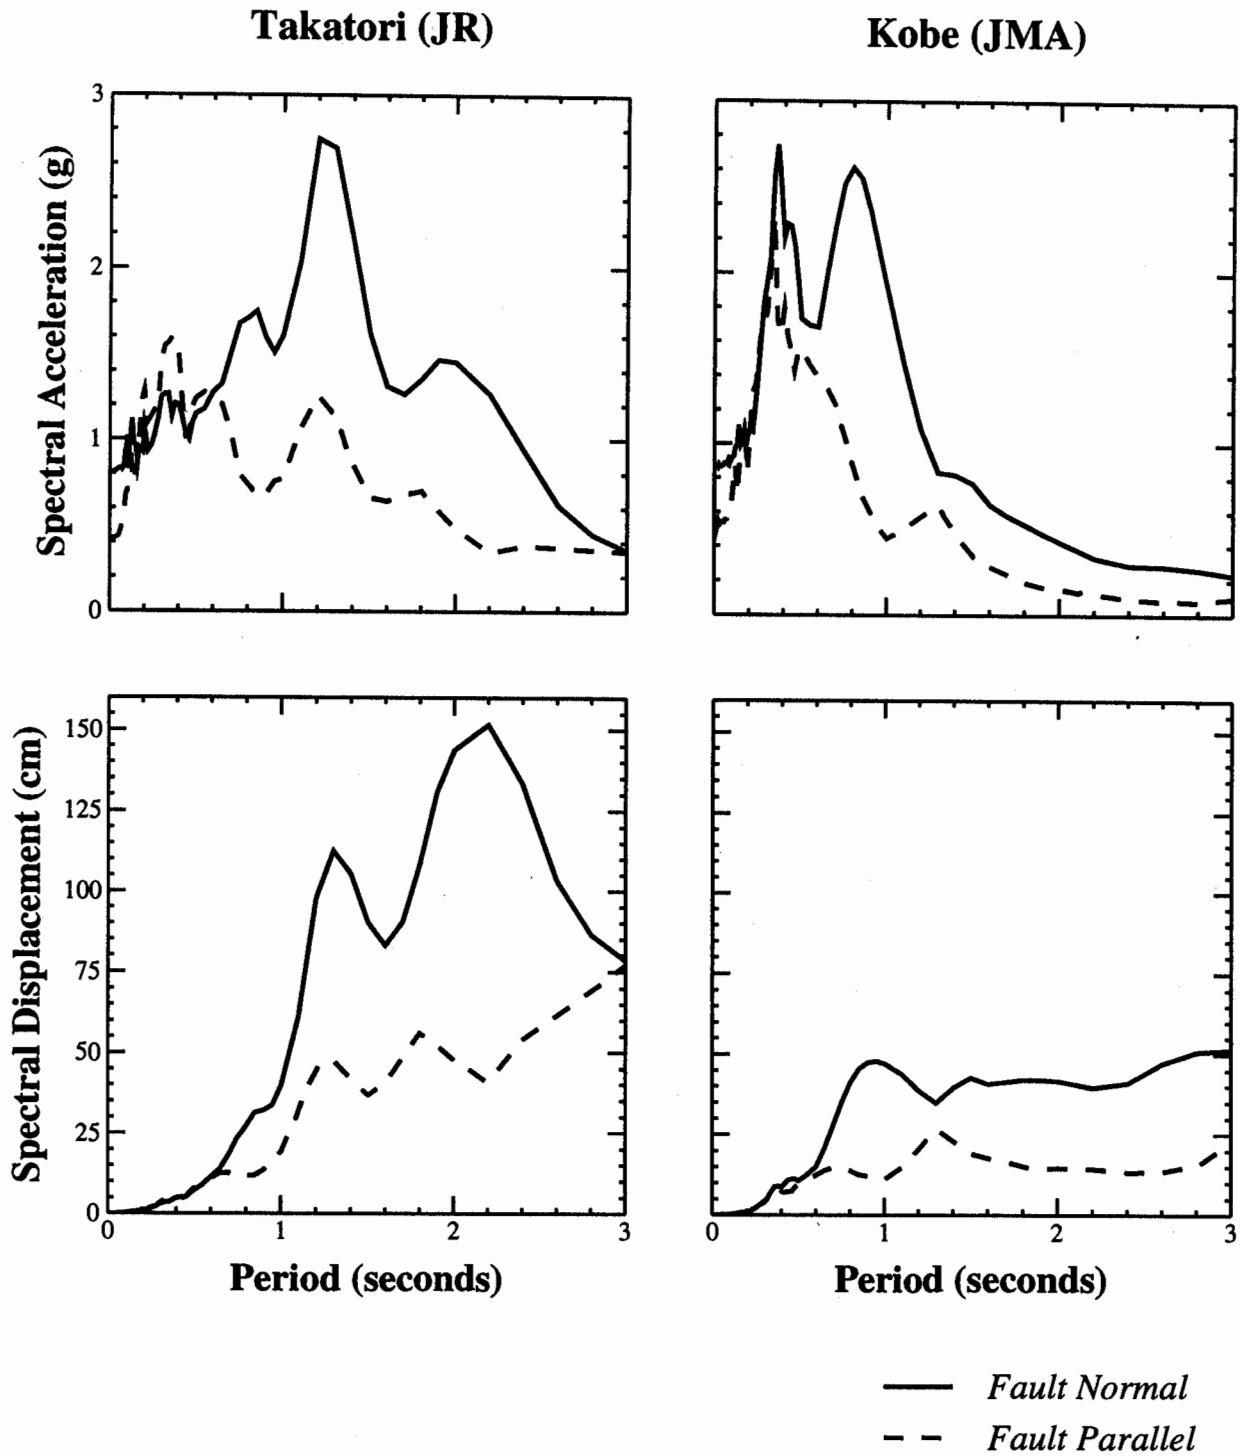 Takatori (JR)
Kobe (JMA)
Spectral Acceleration (g)
3
2
1
0
Spectral Displacement (cm)
150
125
100
75
50
25
0
0 1 2 3
0 1 2 3
Period (seconds)
Period (seconds)
Fault Normal
Fault Parallel